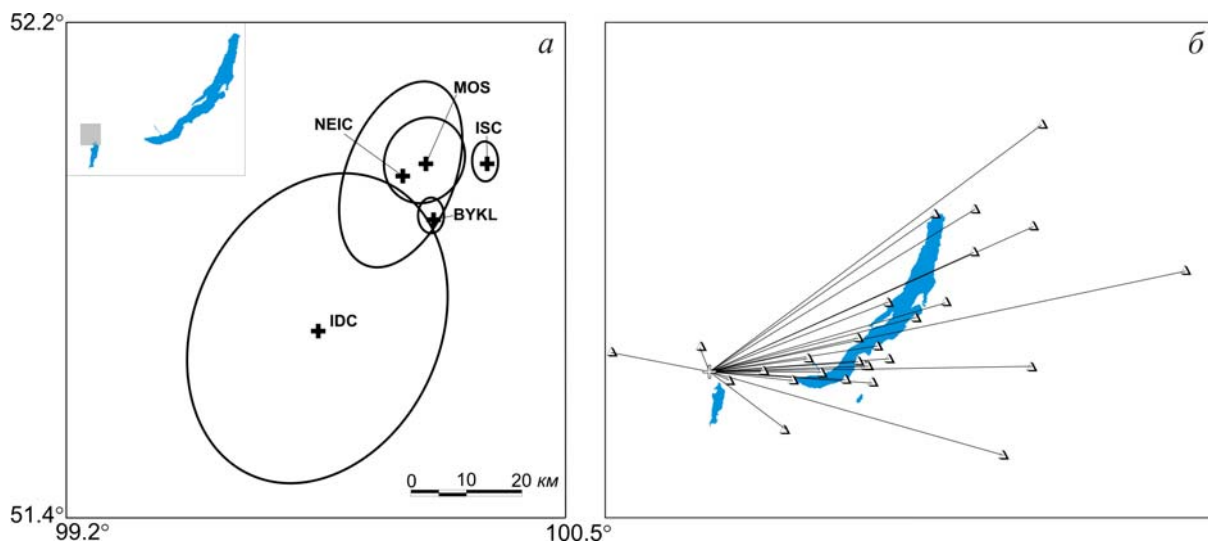 52.2°
а
б
MOS
NEIC
ISC
BYKL
IDC
0 10 20 км
51.4°
99.2°
100.5°